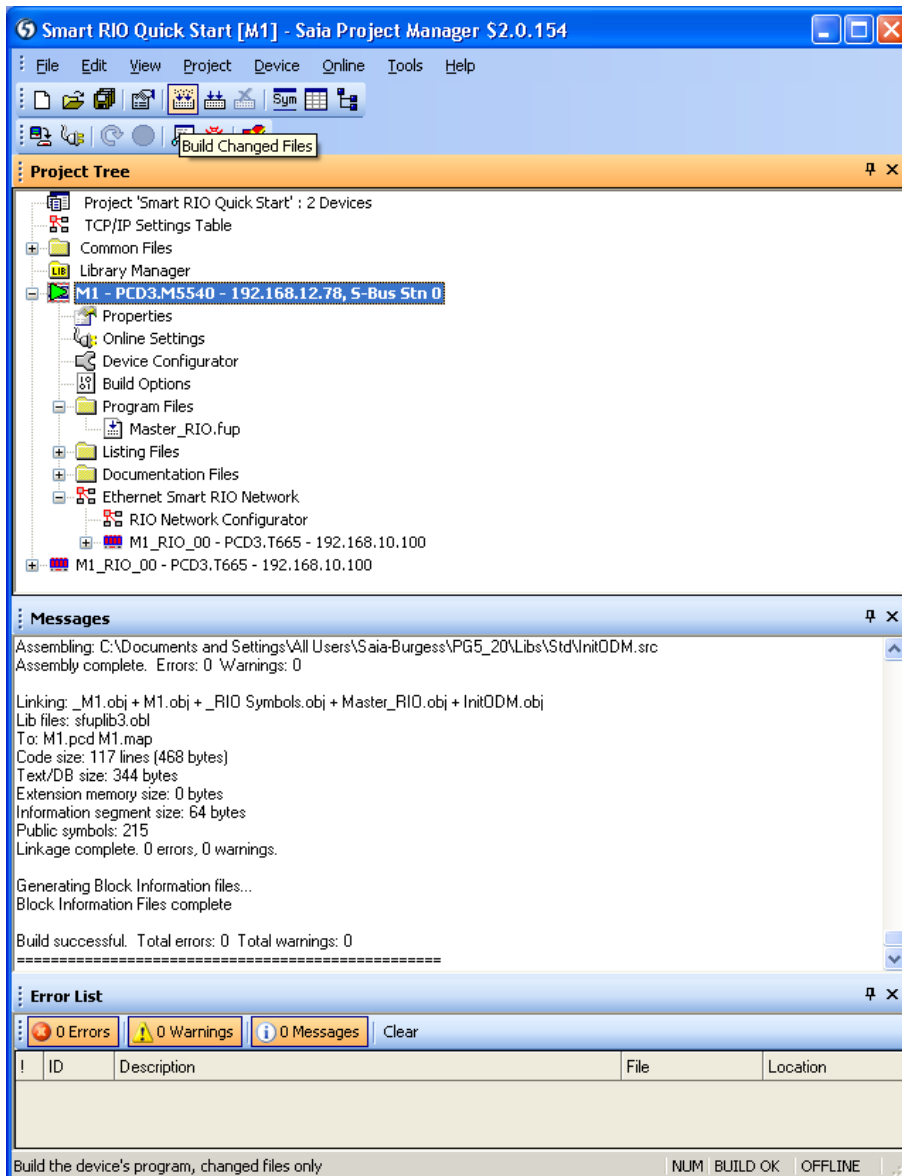 Smart RIO Quick Start [M1] - Saia Project Manager $2.0.154
File Edit View Project Device Online Tools Help
Sym
Build Changed Files
Project Tree
Project 'Smart RIO Quick Start' : 2 Devices
TCP/IP Settings Table
Common Files
LIB Library Manager
M1 - PCD3.M5540 - 192.168.12.78, S-Bus Stn 0
Properties
Online Settings
Device Configurator
Build Options
Program Files
Master_RIO.fup
Listing Files
Documentation Files
Ethernet Smart RIO Network
RIO Network Configurator
M1_RIO_00 - PCD3.T665 - 192.168.10.100
M1_RIO_00 - PCD3.T665 - 192.168.10.100
Messages
Assembling: C:\Documents and Settings\All Users\Saia-Burgess\PG5_20\Libs\Std\InitODM.src
Assembly complete. Errors: 0 Warnings: 0
Linking: _M1.obj + M1.obj + _RIO Symbols.obj + Master_RIO.obj + InitODM.obj
Lib files: sfuplib3.obl
To: M1.pcd M1.map
Code size: 117 lines (468 bytes)
Text/DB size: 344 bytes
Extension memory size: 0 bytes
Information segment size: 64 bytes
Public symbols: 215
Linkage complete. 0 errors, 0 warnings.
Generating Block Information files...
Block Information Files complete
Build successful. Total errors: 0 Total warnings: 0
==================================================
Error List
0 Errors 0 Warnings 0 Messages Clear
! ID Description File Location
Build the device's program, changed files only NUM BUILD OK OFFLINE